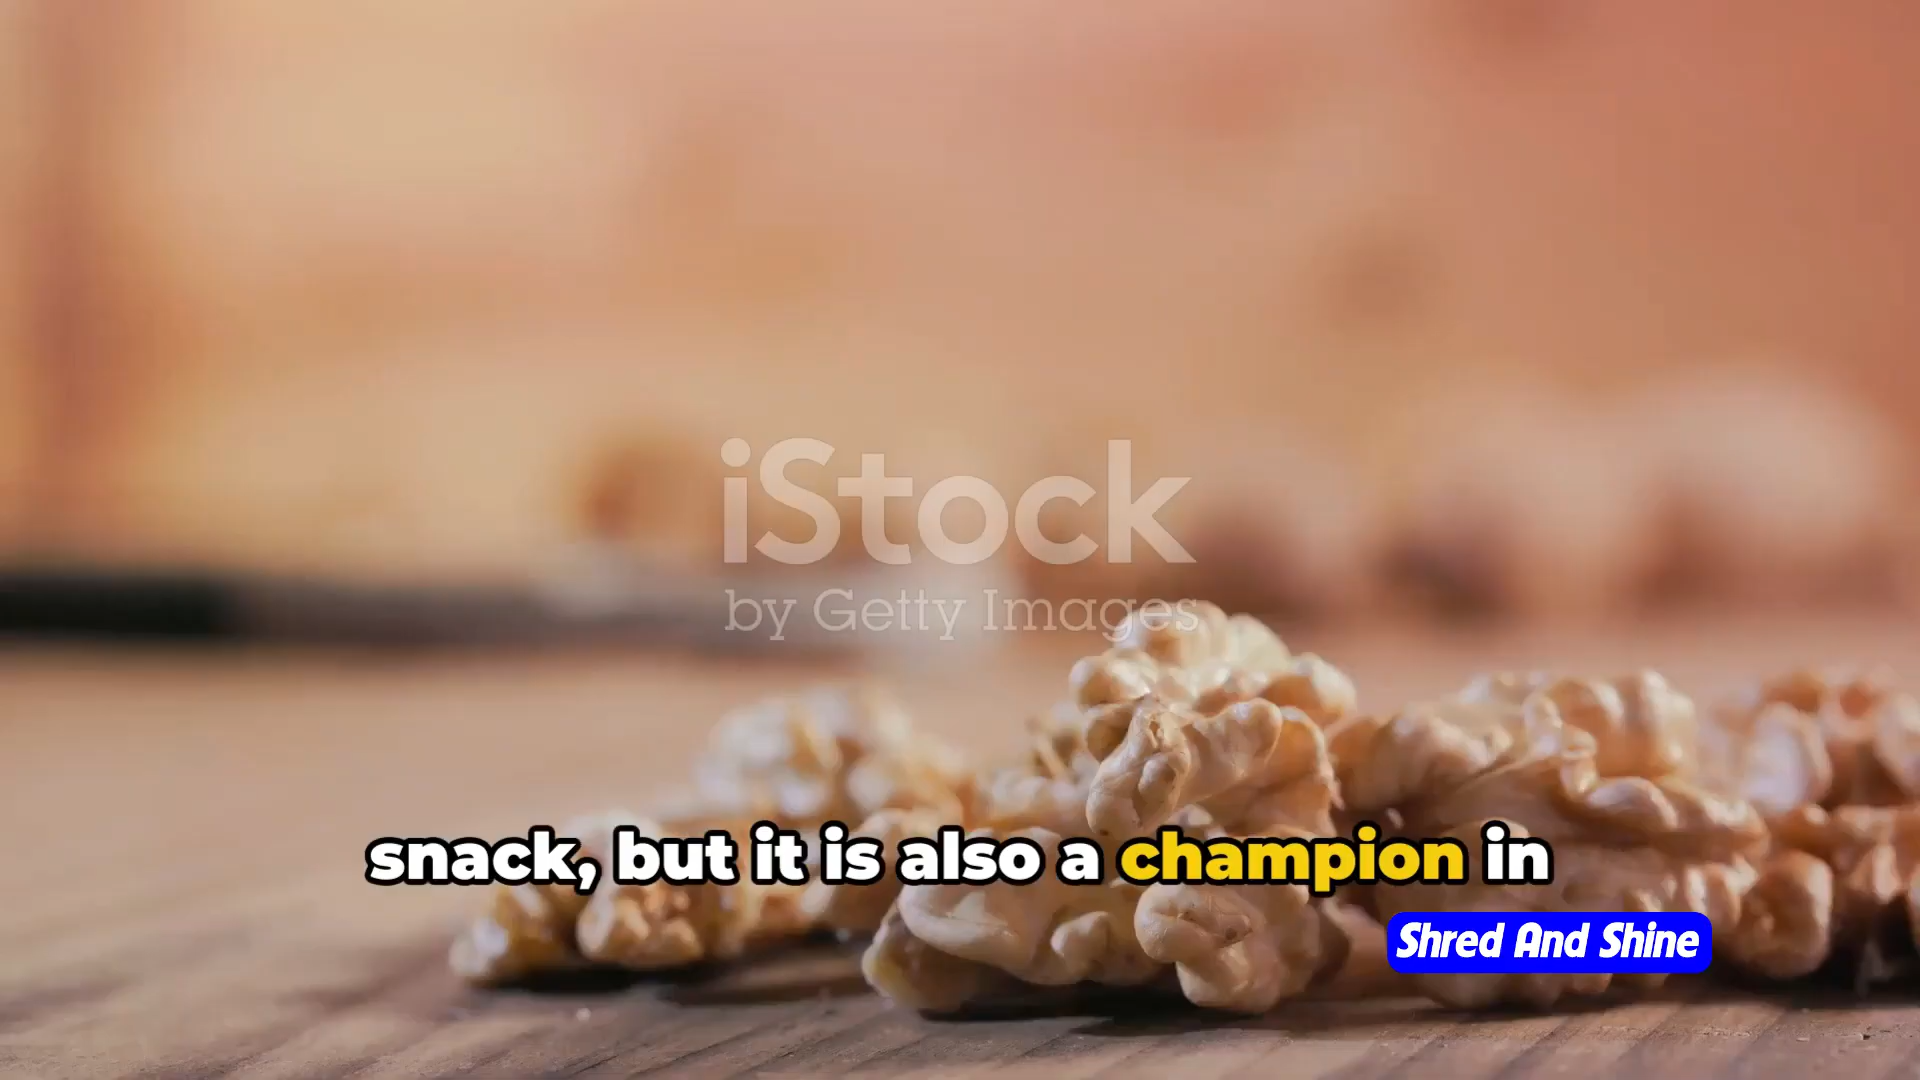 iStock
by Getty Images
snack, but it is also a champion in
Shred And Shine